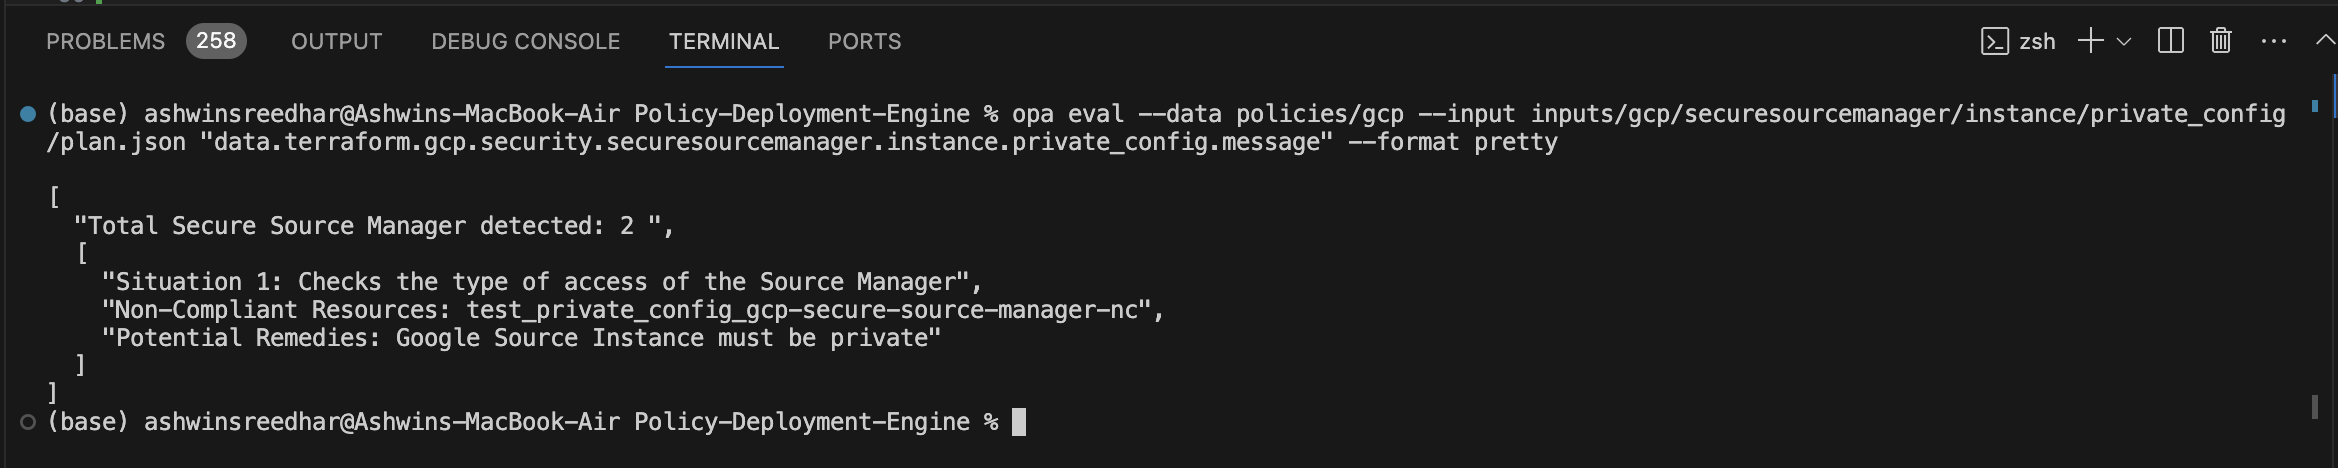 PROBLEMS 258 OUTPUT DEBUG CONSOLE TERMINAL PORTS zsh
(base) ashwinsreedhar@Ashwins-MacBook-Air Policy-Deployment-Engine % opa eval --data policies/gcp --input inputs/gcp/securesourcemanager/instance/private_config
/plan.json "data.terraform.gcp.security.securesourcemanager.instance.private_config.message" --format pretty
[
"Total Secure Source Manager detected: 2 ",
[
"Situation 1: Checks the type of access of the Source Manager",
"Non-Compliant Resources: test_private_config_gcp-secure-source-manager-nc",
"Potential Remedies: Google Source Instance must be private"
]
]
(base) ashwinsreedhar@Ashwins-MacBook-Air Policy-Deployment-Engine %